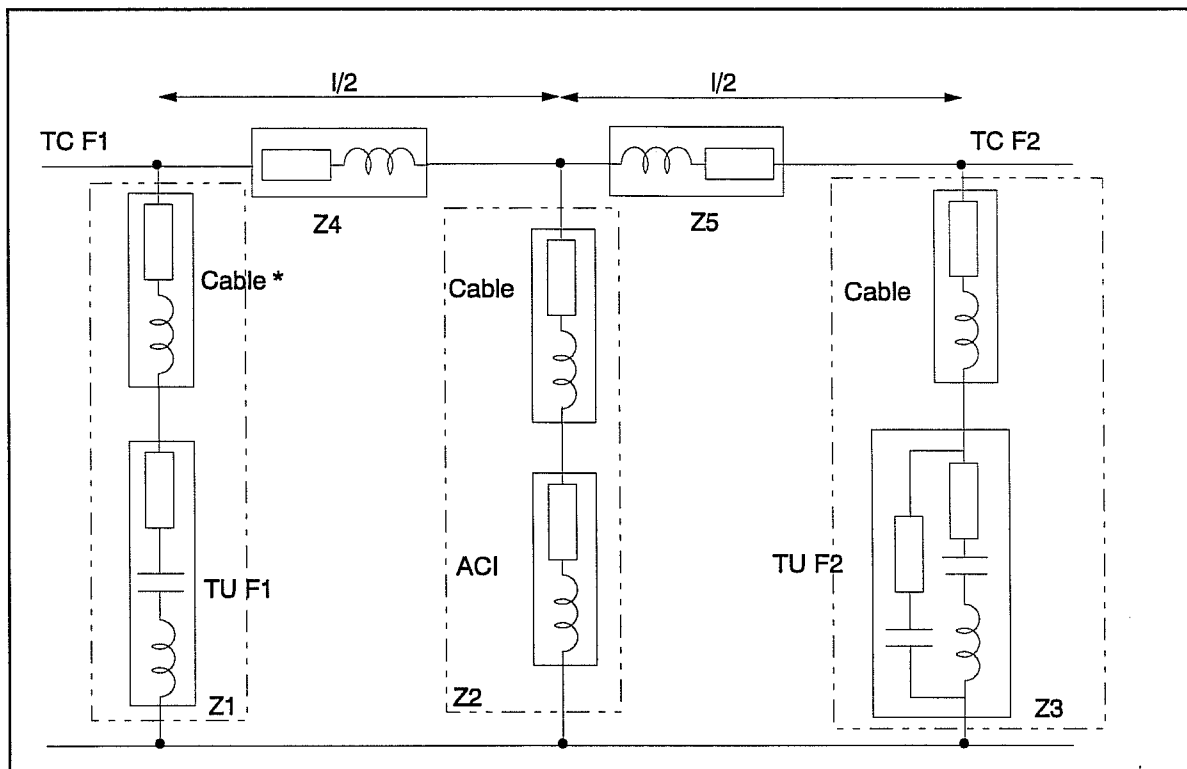 l/2
l/2
TC F1
TC F2
Z4
Z5
Cable *
Cable
Cable
TU F1
ACI
TU F2
Z1
Z2
Z3